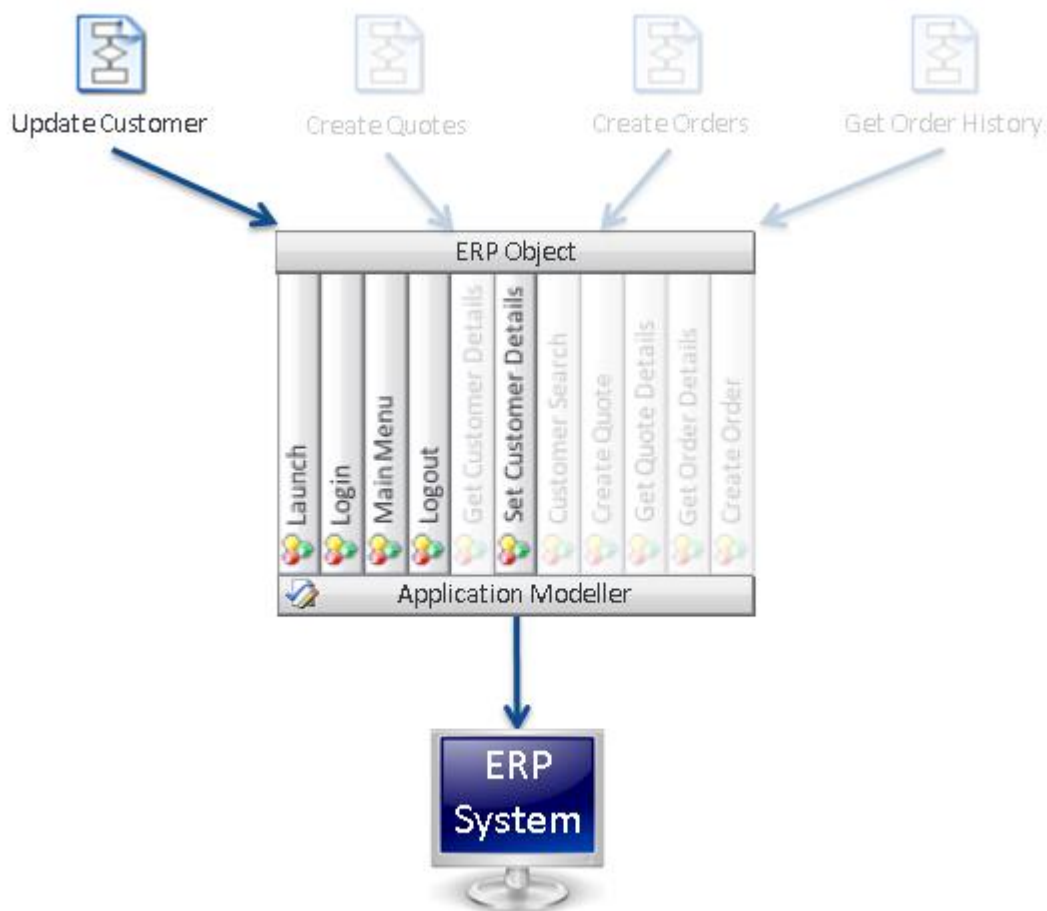 Update Customer
Create Quotes
Create Orders
Get Order History
ERP Object
Launch
Login
Main Menu
Logout
Get Customer Details
Set Customer Details
Customer Search
Create Quote
Get Quote Details
Get Order Details
Create Order
Application Modeller
ERP
System